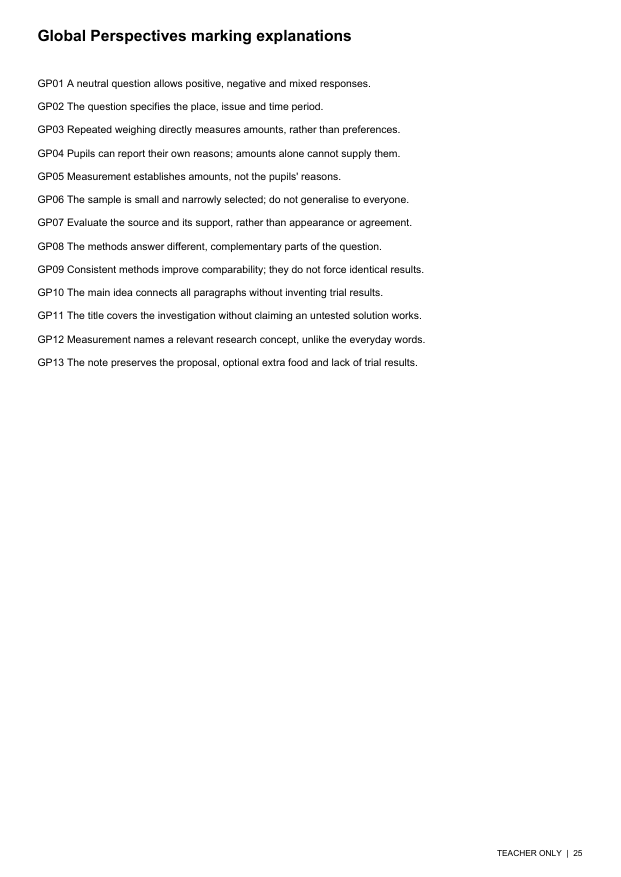 Global Perspectives marking explanations
GP01 A neutral question allows positive, negative and mixed responses.
GP02 The question specifies the place, issue and time period.
GP03 Repeated weighing directly measures amounts, rather than preferences.
GP04 Pupils can report their own reasons; amounts alone cannot supply them.
GP05 Measurement establishes amounts, not the pupils' reasons.
GP06 The sample is small and narrowly selected; do not generalise to everyone.
GP07 Evaluate the source and its support, rather than appearance or agreement.
GP08 The methods answer different, complementary parts of the question.
GP09 Consistent methods improve comparability; they do not force identical results.
GP10 The main idea connects all paragraphs without inventing trial results.
GP11 The title covers the investigation without claiming an untested solution works.
GP12 Measurement names a relevant research concept, unlike the everyday words.
GP13 The note preserves the proposal, optional extra food and lack of trial results.
TEACHER ONLY | 25